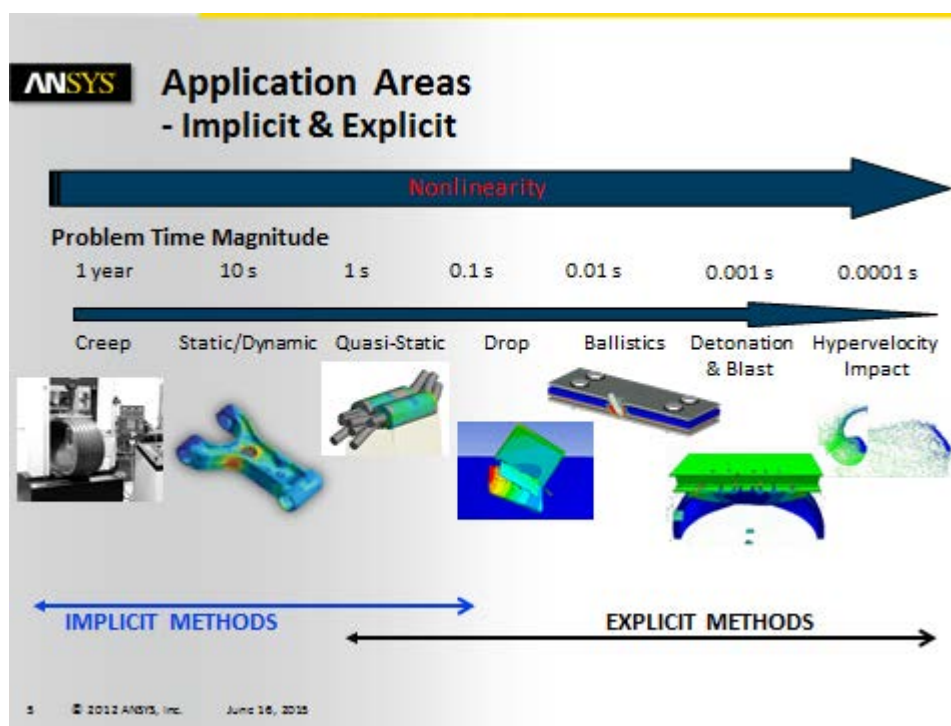 ANSYS
Application Areas
- Implicit & Explicit
Nonlinearity
Problem Time Magnitude
1 year 10 s 1 s 0.1 s 0.01 s 0.001 s 0.0001 s
Creep Static/Dynamic Quasi-Static Drop Ballistics Detonation Hypervelocity
& Blast Impact
IMPLICIT METHODS EXPLICIT METHODS
5 © 2012 ANSYS, Inc. June 16, 2015